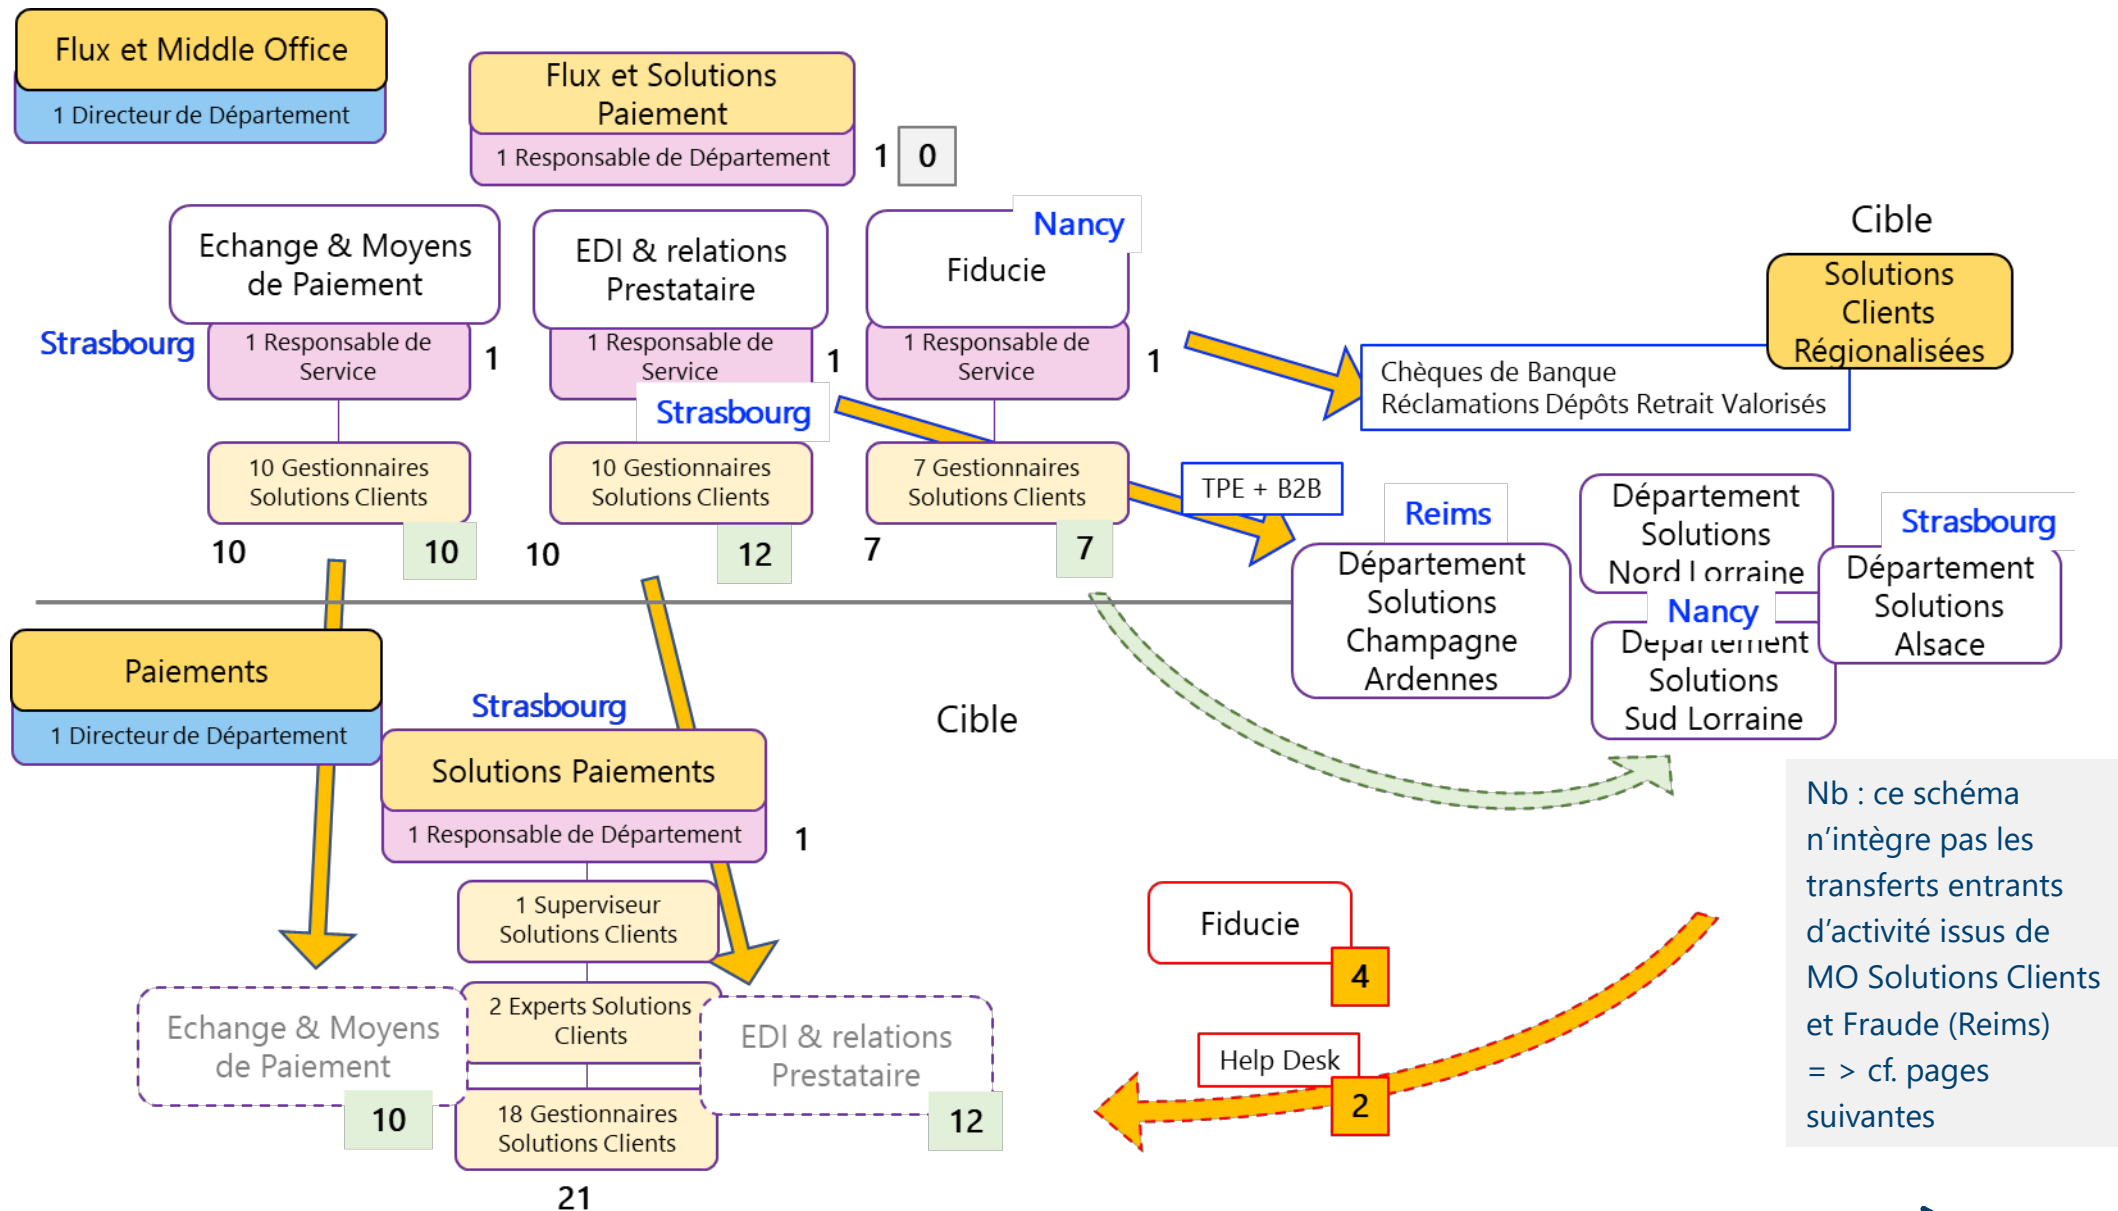 Flux et Middle Office
1 Directeur de Département
Flux et Solutions
Paiement
1 Responsable de Département
1
0
Echange & Moyens
de Paiement
Strasbourg
1 Responsable de
Service
1
10 Gestionnaires
Solutions Clients
10
10
EDI & relations
Prestataire
1 Responsable de
Service
1
Strasbourg
10 Gestionnaires
Solutions Clients
10
12
Nancy
Fiducie
1 Responsable de
Service
1
7 Gestionnaires
Solutions Clients
7
7
Cible
Solutions
Clients
Régionalisées
Chèques de Banque
Réclamations Dépôts Retrait Valorisés
TPE + B2B
Reims
Département
Solutions
Champagne
Ardennes
Département
Solutions
Nord Lorraine
Nancy
Département
Solutions
Sud Lorraine
Strasbourg
Département
Solutions
Alsace
Paiements
1 Directeur de Département
Strasbourg
Solutions Paiements
1 Responsable de Département
1
Cible
1 Superviseur
Solutions Clients
2 Experts Solutions
Clients
18 Gestionnaires
Solutions Clients
21
Echange & Moyens
de Paiement
10
EDI & relations
Prestataire
12
Fiducie
4
Help Desk
2
Nb : ce schéma
n’intègre pas les
transferts entrants
d’activité issus de
MO Solutions Clients
et Fraude (Reims)
= > cf. pages
suivantes